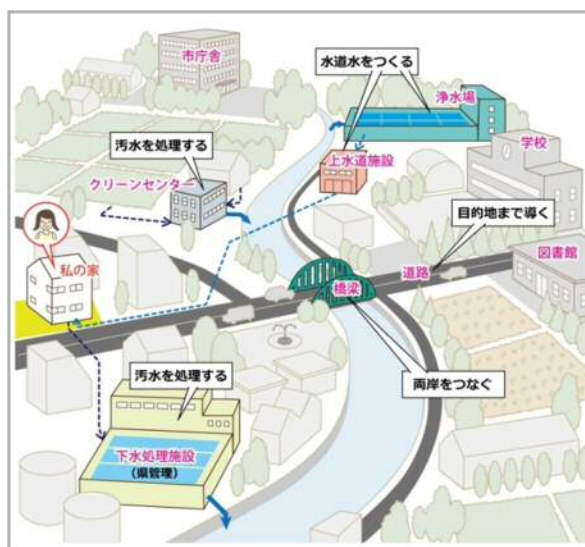 市庁舎
水道水をつくる
浄水場
汚水を処理する
上水道施設
学校
クリーンセンター
目的地まで導く
図書館
私の家
道路
橋梁
汚水を処理する
両岸をつなぐ
下水処理施設
（県管理）